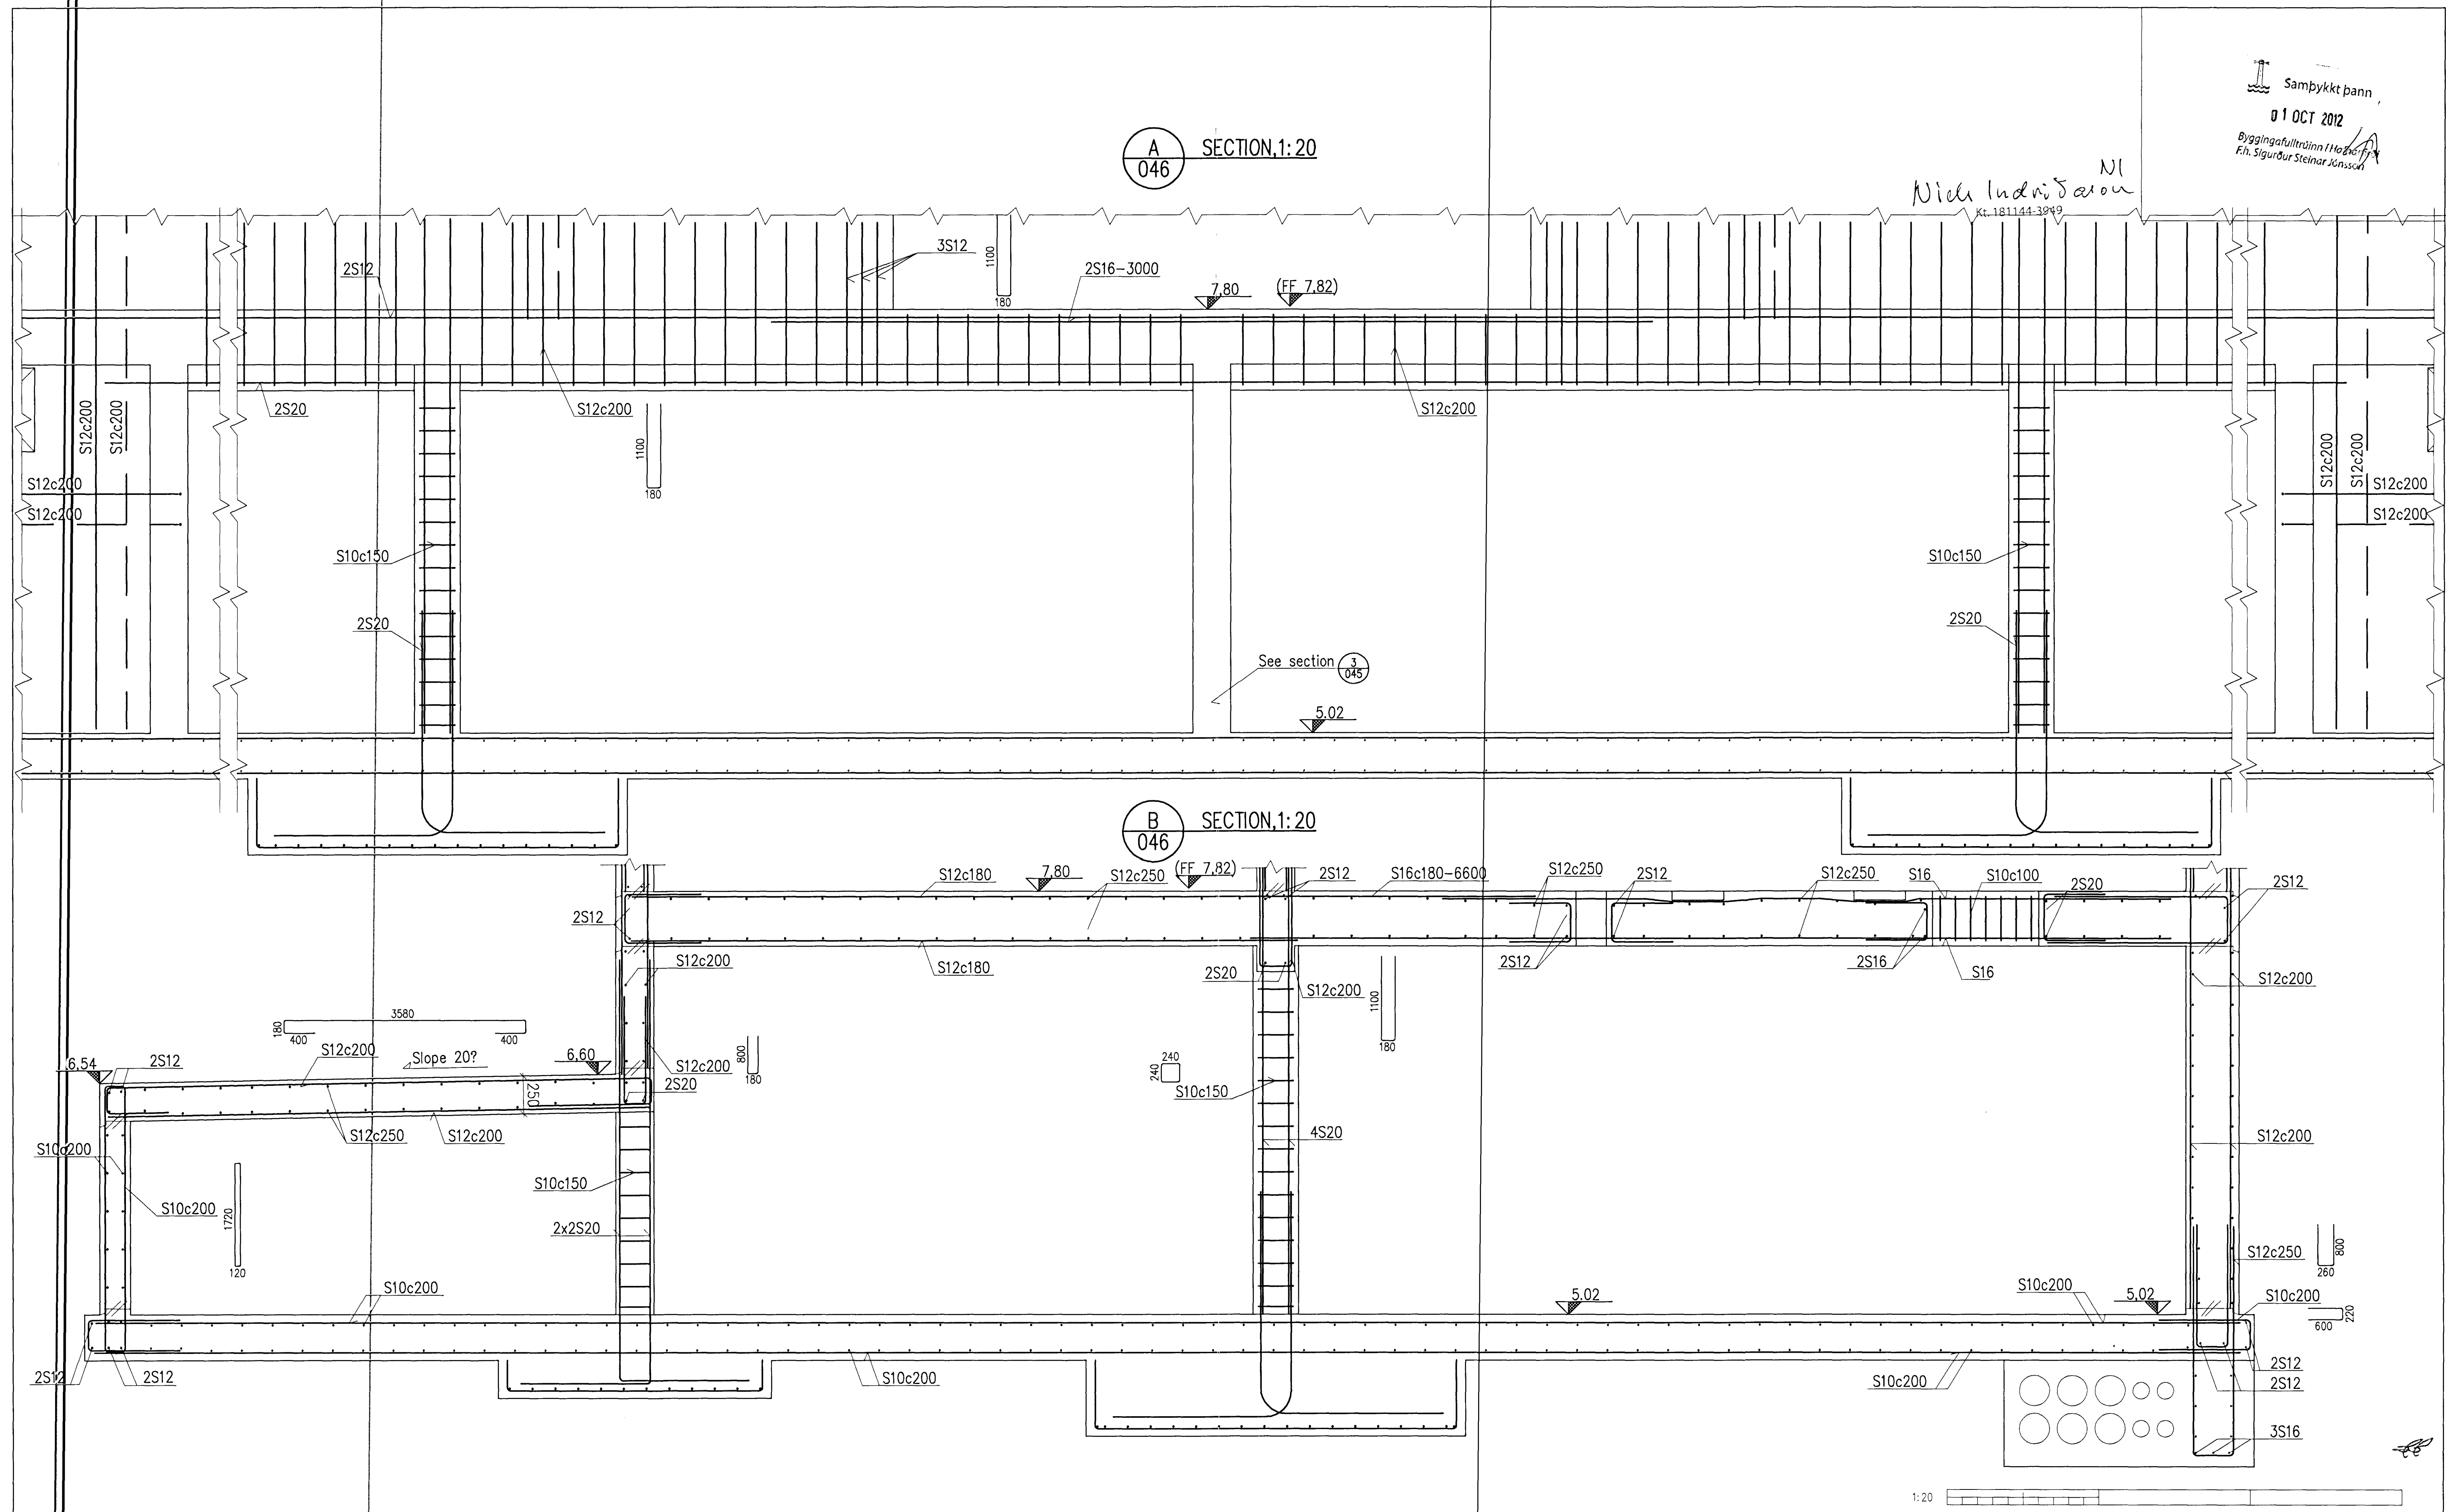 Samþykkt þann
01 OCT 2012
Byggingafulltrúinn í
F.h. Sigurður Steinar Jónsson
NI
Kt. 181144-3949
A
046
SECTION,1:20
2S12
3S12
1100
180
2S16-3000
7,80
(FF 7,82)
S12c200
S12c200
2S20
S12c200
1100
180
S12c200
S12c200
S12c200
S12c200
S12c200
S12c200
S12c200
S10c150
S10c150
2S20
2S20
See section
3
045
5.02
B
046
SECTION,1:20
S12c180
7,80
S12c250
(FF 7,82)
2S12
S16c180-6600
S12c250
2S12
S12c250
S16
S10c100
2S20
2S12
2S12
S12c200
S12c180
2S20
S12c200
1100
180
2S12
2S16
S16
S12c200
3580
180
400
400
S12c200
Slope 20?
6,60
S12c200
800
180
2S20
6,54
2S12
250
S12c250
S12c200
240
240
S10c150
4S20
S12c200
S10c200
S10c200
1720
120
S10c150
2x2S20
S12c250
800
260
S10c200
5.02
S10c200
5,02
S10c200
220
600
2S12
2S12
S10c200
S10c200
2S12
2S12
3S16
1:20